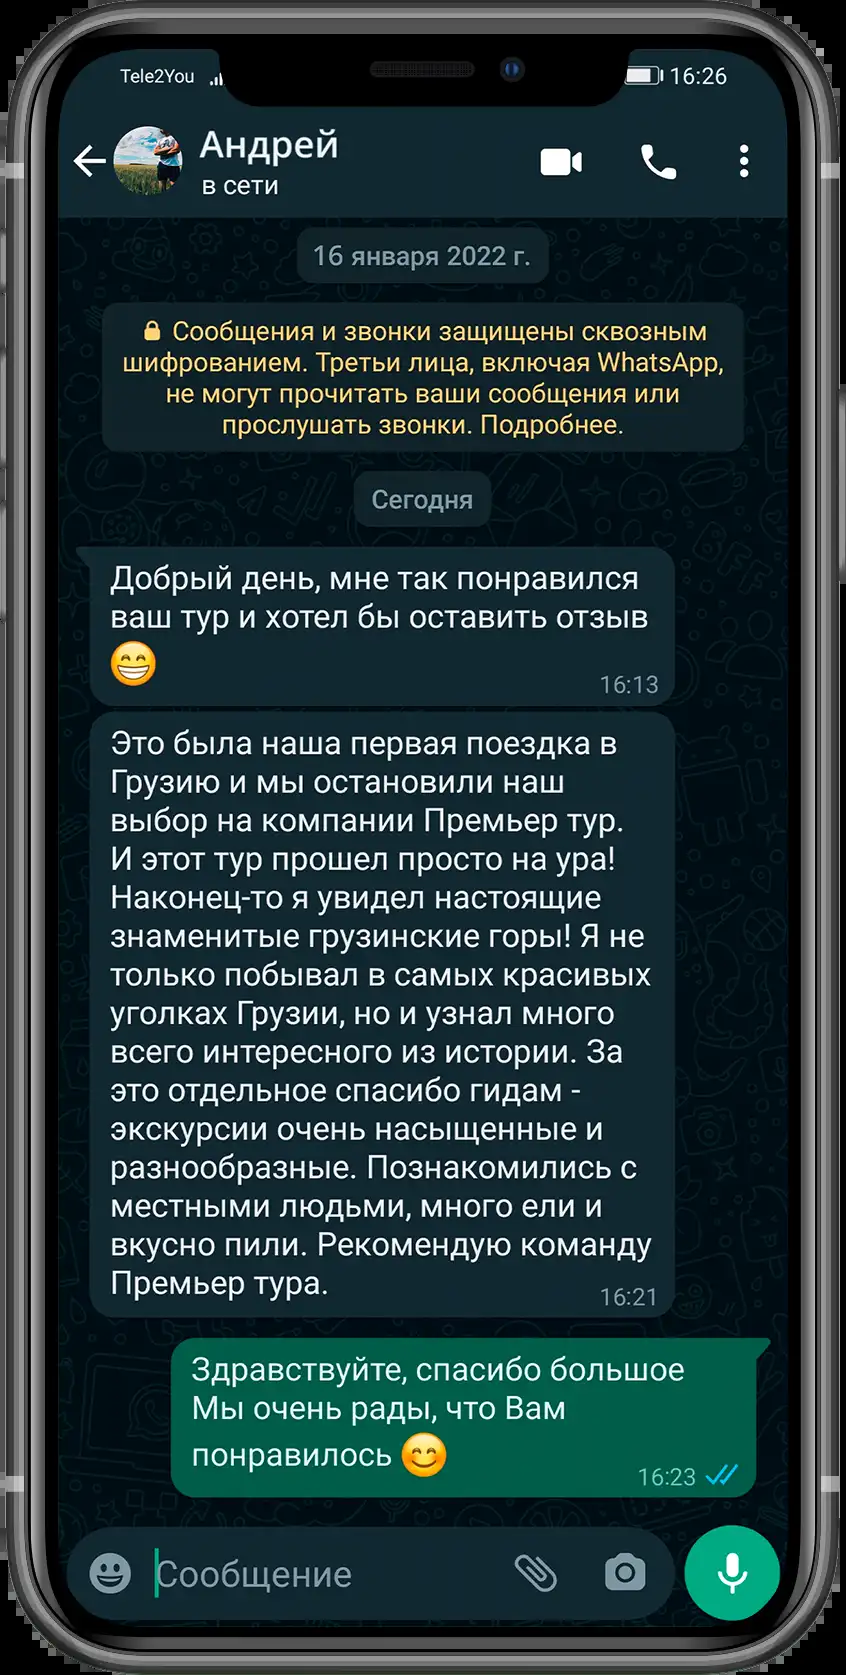 Tele2You
16:26
Андрей
в сети
16 января 2022 г.
Сообщения и звонки защищены сквозным
шифрованием. Третьи лица, включая WhatsApp,
не могут прочитать ваши сообщения или
прослушать звонки. Подробнее.
Сегодня
Добрый день, мне так понравился
ваш тур и хотел бы оставить отзыв
😁
16:13
Это была наша первая поездка в
Грузию и мы остановили наш
выбор на компании Премьер тур.
И этот тур прошел просто на ура!
Наконец-то я увидел настоящие
знаменитые грузинские горы! Я не
только побывал в самых красивых
уголках Грузии, но и узнал много
всего интересного из истории. За
это отдельное спасибо гидам -
экскурсии очень насыщенные и
разнообразные. Познакомились с
местными людьми, много ели и
вкусно пили. Рекомендую команду
Премьер тура.
16:21
Здравствуйте, спасибо большое
Мы очень рады, что Вам
понравилось 😊
16:23
Сообщение